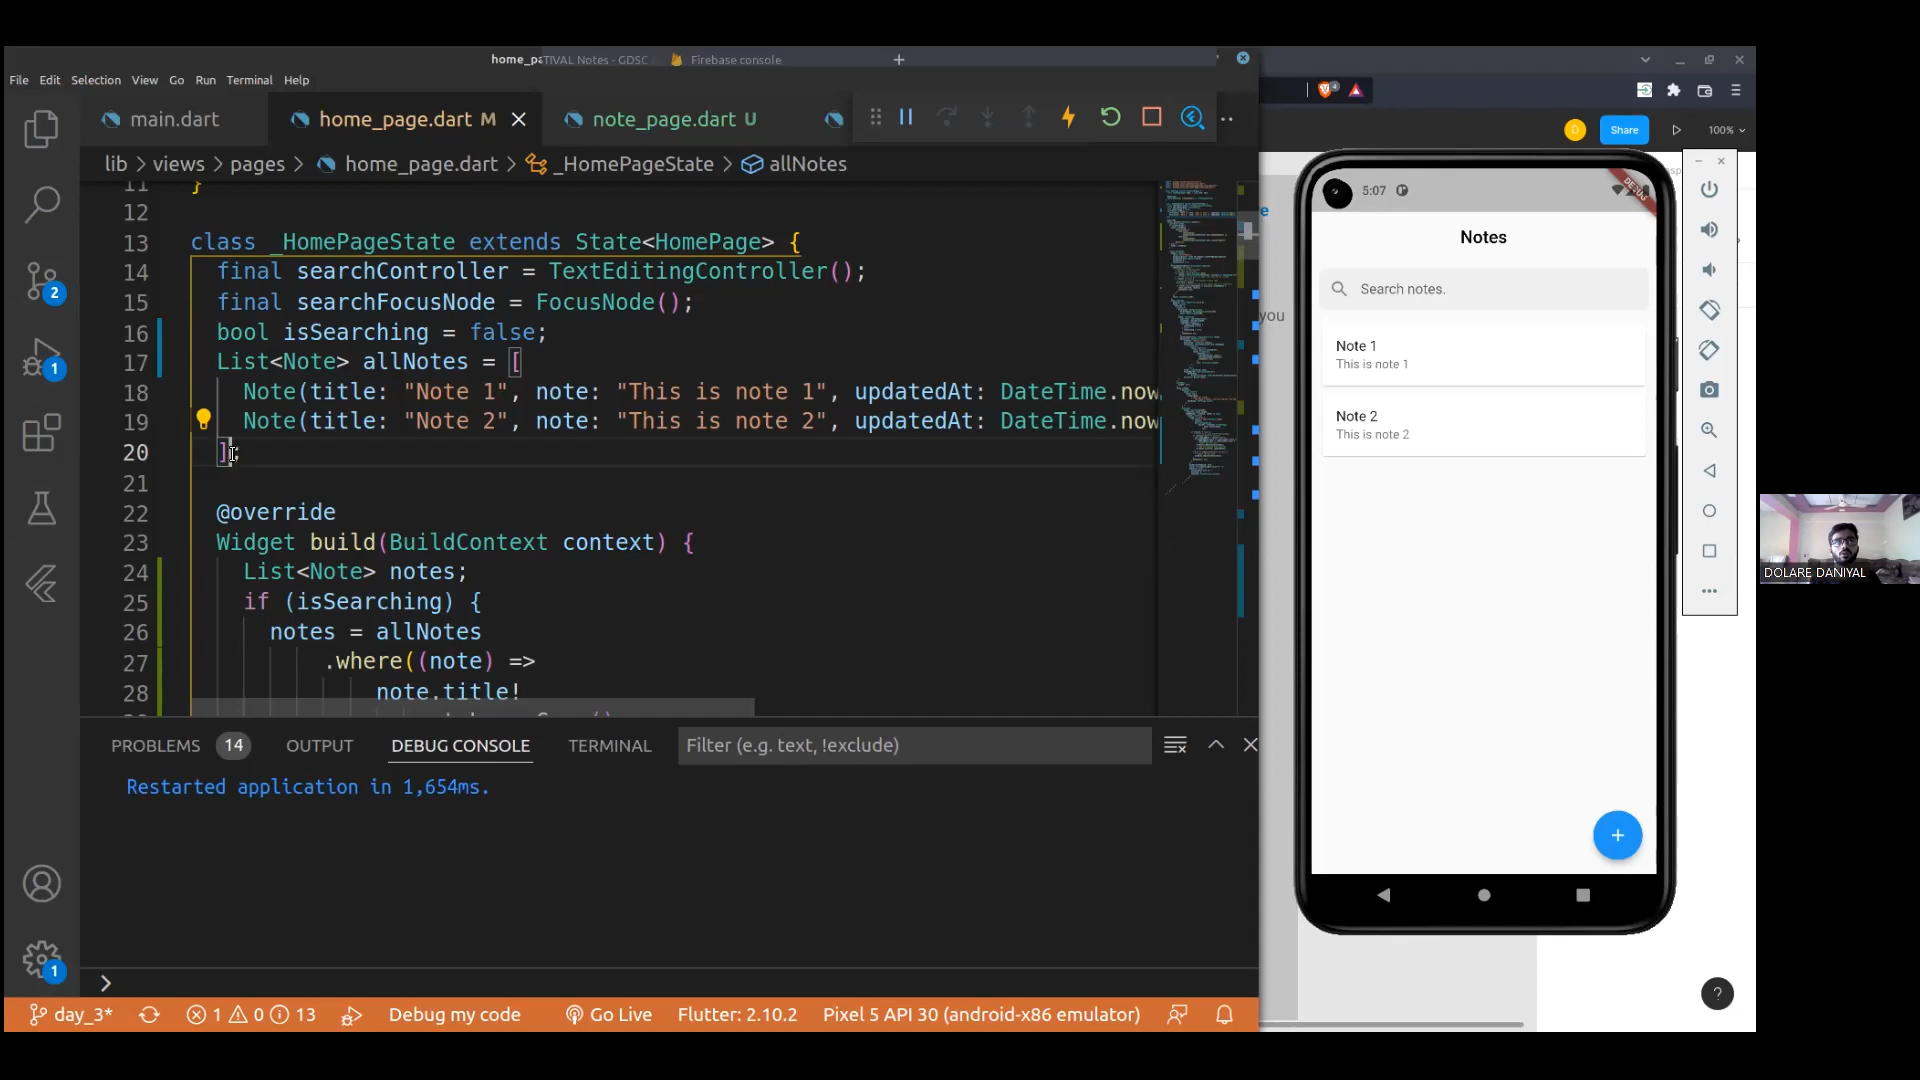 home_pa
TIVAL Notes - GDSC
Firebase console
File Edit Selection View Go Run Terminal Help
main.dart
home_page.dart M
note_page.dart U
lib > views > pages > home_page.dart > _HomePageState > allNotes
11 }
12
13 class _HomePageState extends State<HomePage> {
14 final searchController = TextEditingController();
15 final searchFocusNode = FocusNode();
16 bool isSearching = false;
17 List<Note> allNotes = [
18 Note(title: "Note 1", note: "This is note 1", updatedAt: DateTime.now
19 Note(title: "Note 2", note: "This is note 2", updatedAt: DateTime.now
20 ];
21
22 @override
23 Widget build(BuildContext context) {
24 List<Note> notes;
25 if (isSearching) {
26 notes = allNotes
27 .where((note) =>
28 note.title!
2
1
1
PROBLEMS 14 OUTPUT DEBUG CONSOLE TERMINAL Filter (e.g. text, !exclude)
Restarted application in 1,654ms.
day_3* 1 0 13 Debug my code Go Live Flutter: 2.10.2 Pixel 5 API 30 (android-x86 emulator)
4
D Share 100%
e
you
5:07
DEBUG
Notes
Search notes.
Note 1
This is note 1
Note 2
This is note 2
+
?
DOLARE DANIYAL